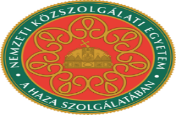 NEMZETI KÖZSZOLGÁLATI EGYETEM
• A HAZA SZOLGÁLATÁBAN •